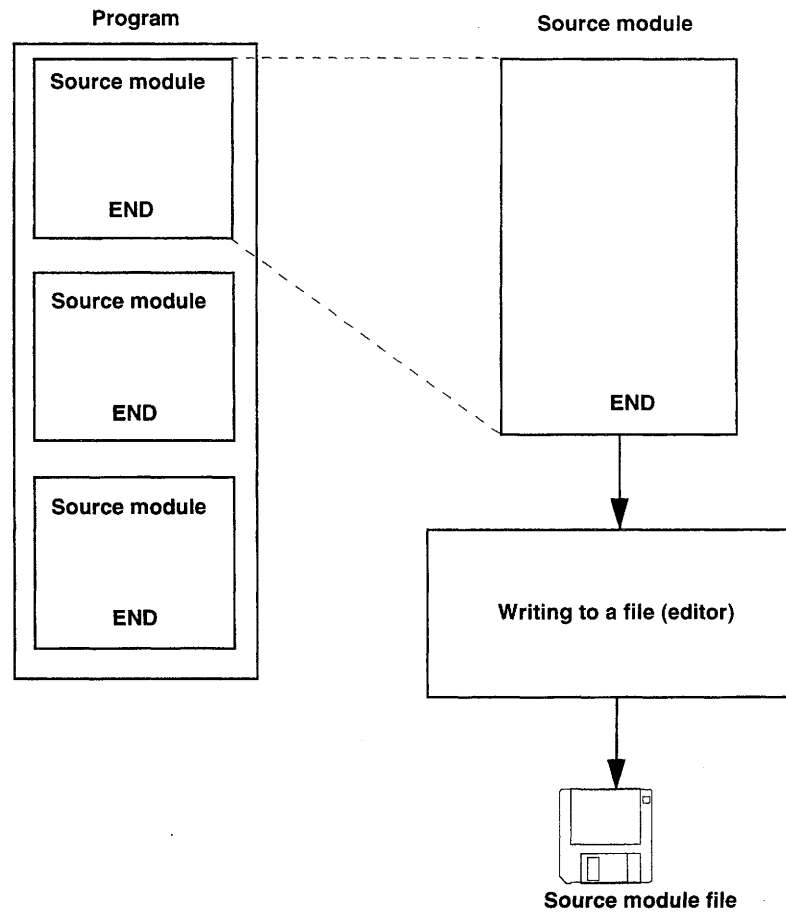 Program
Source module
END
Source module
END
Source module
END
Source module
END
Writing to a file (editor)
Source module file